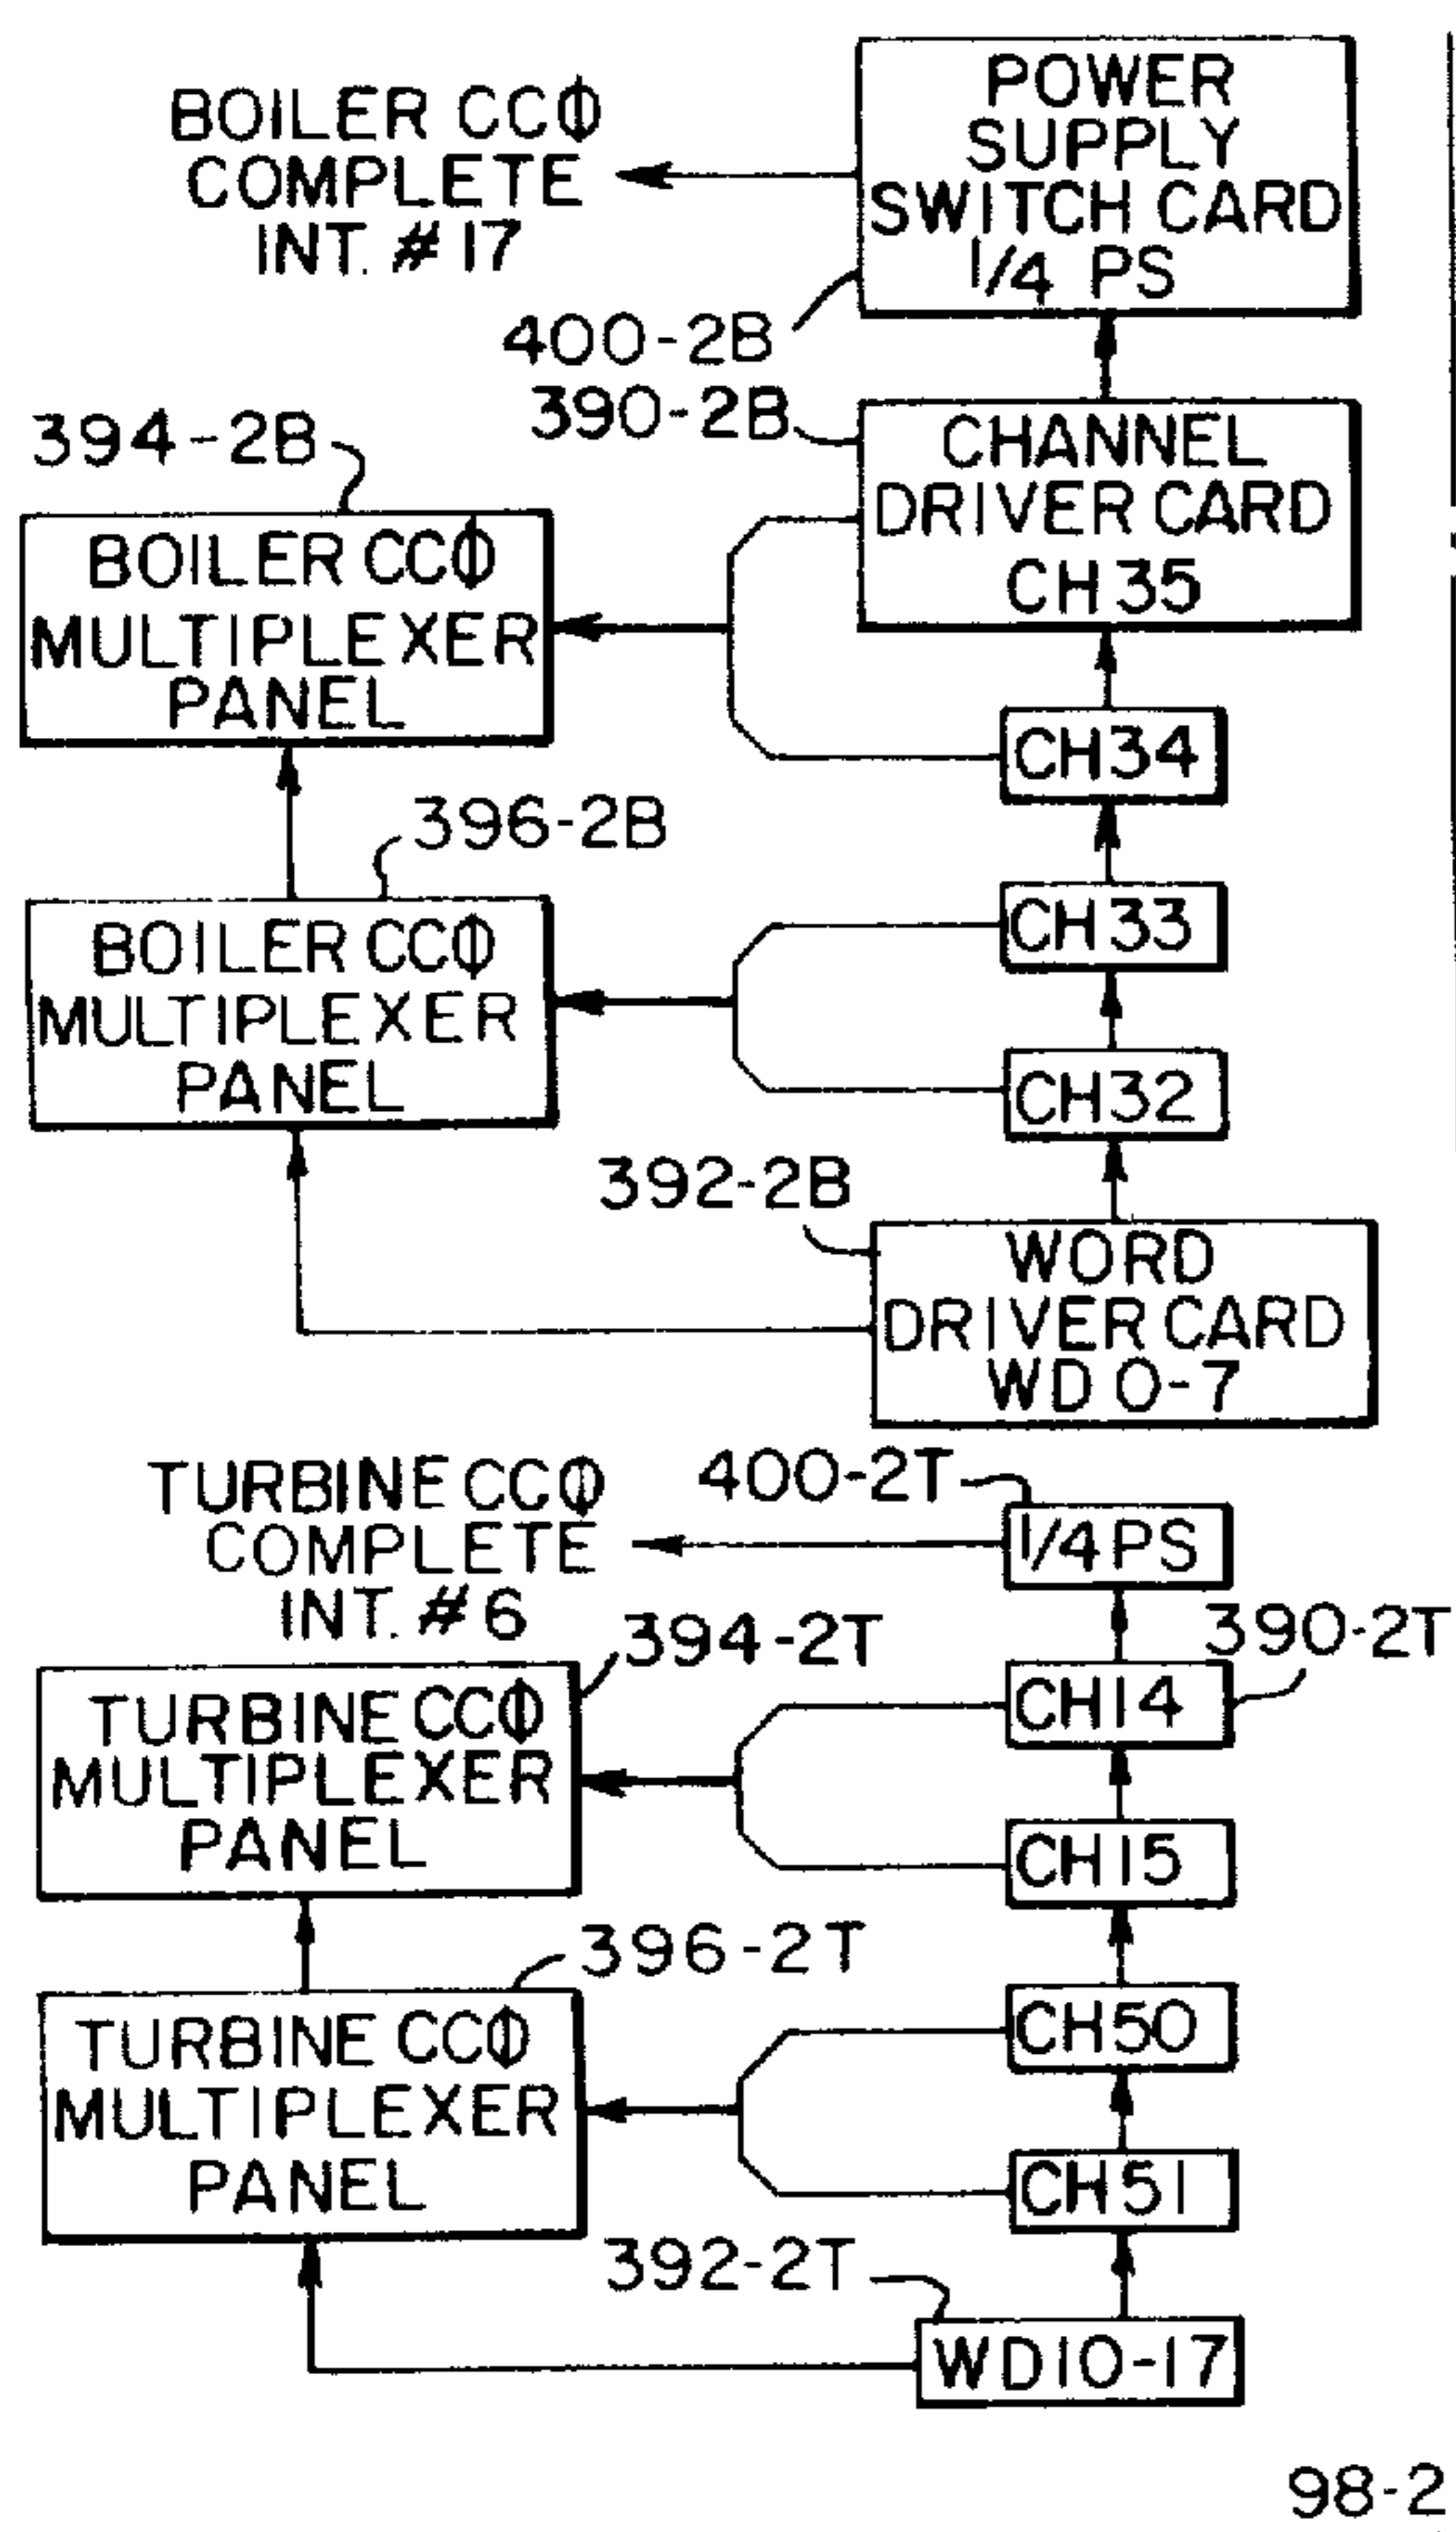 BOILER CCΦ
COMPLETE
INT. #17
POWER
SUPPLY
SWITCH CARD
1/4 PS
400-2B
390-2B
394-2B
CHANNEL
DRIVER CARD
CH35
BOILER CCΦ
MULTIPLEXER
PANEL
CH34
396-2B
CH33
BOILER CCΦ
MULTIPLEXER
PANEL
CH32
392-2B
WORD
DRIVER CARD
WD 0-7
TURBINE CCΦ
COMPLETE
INT. #6
400-2T
1/4 PS
394-2T
390-2T
CH14
TURBINE CCΦ
MULTIPLEXER
PANEL
CH15
396-2T
CH50
TURBINE CCΦ
MULTIPLEXER
PANEL
CH51
392-2T
WD10-17
98-2